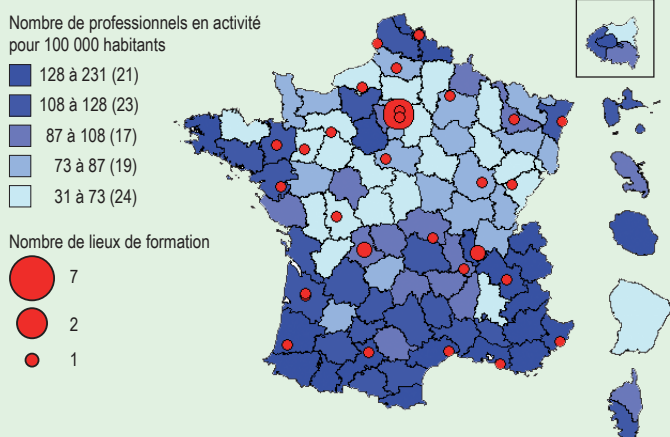 Nombre de professionnels en activité
pour 100 000 habitants
128 à 231 (21)
108 à 128 (23)
87 à 108 (17)
73 à 87 (19)
31 à 73 (24)
Nombre de lieux de formation
7
2
1